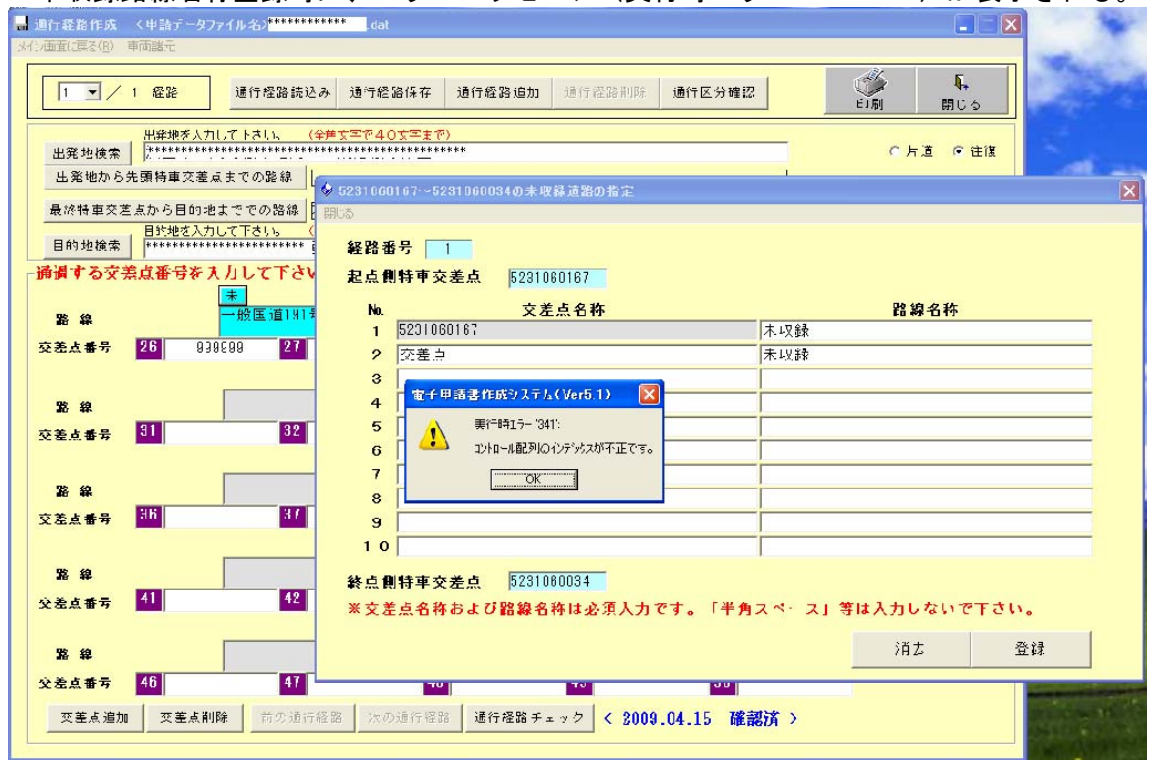 通行経路作成 <申請データファイル名>************.dat
メイン画面に戻る(R) 車両諸元
1 / 1 経路 通行経路読込み 通行経路保存 通行経路追加 通行経路削除 通行区分確認 印刷 閉じる
出発地を入力して下さい。 (全角文字で40文字まで)
出発地検索 片道 往復
出発地から先頭特車交差点までの路線
最終特車交差点から目的地まででの路線
目的地を入力して下さい。
目的地検索 ************************
通過する交差点番号を入力して下さい
未
路 線 一般国道191号
交差点番号 26 999999 27
路 線
交差点番号 31 32
路 線
交差点番号 36 37
路 線
交差点番号 41 42
路 線
交差点番号 46 47
交差点追加 交差点削除 前の通行経路 次の通行経路 通行経路チェック < 2009.04.15 確認済 >
5231060167~5231060034の未収録道路の指定
閉じる
経路番号 1
起点側特車交差点 5231060167
No. 交差点名称 路線名称
1 5231060167 未収録
2 交差点 未収録
3
4
5
6
7
8
9
10
終点側特車交差点 5231060034
※交差点名称および路線名称は必須入力です。「半角スペース」等は入力しないで下さい。
消去 登録
電子申請書作成システム(Ver5.1)
実行時エラー '341':
コントロール配列のインデックスが不正です。
OK